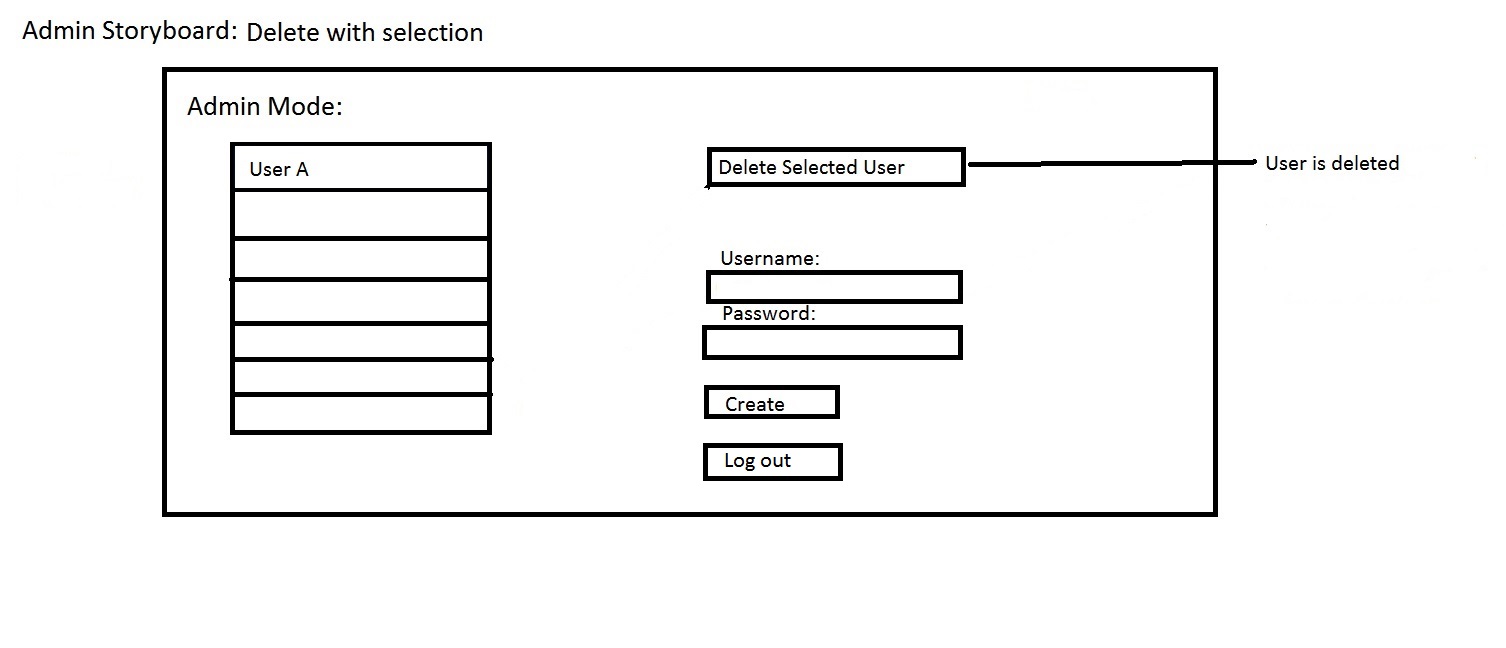 Admin Storyboard: Delete with selection
Admin Mode:
User A
Delete Selected User
User is deleted
Username:
Password:
Create
Log out